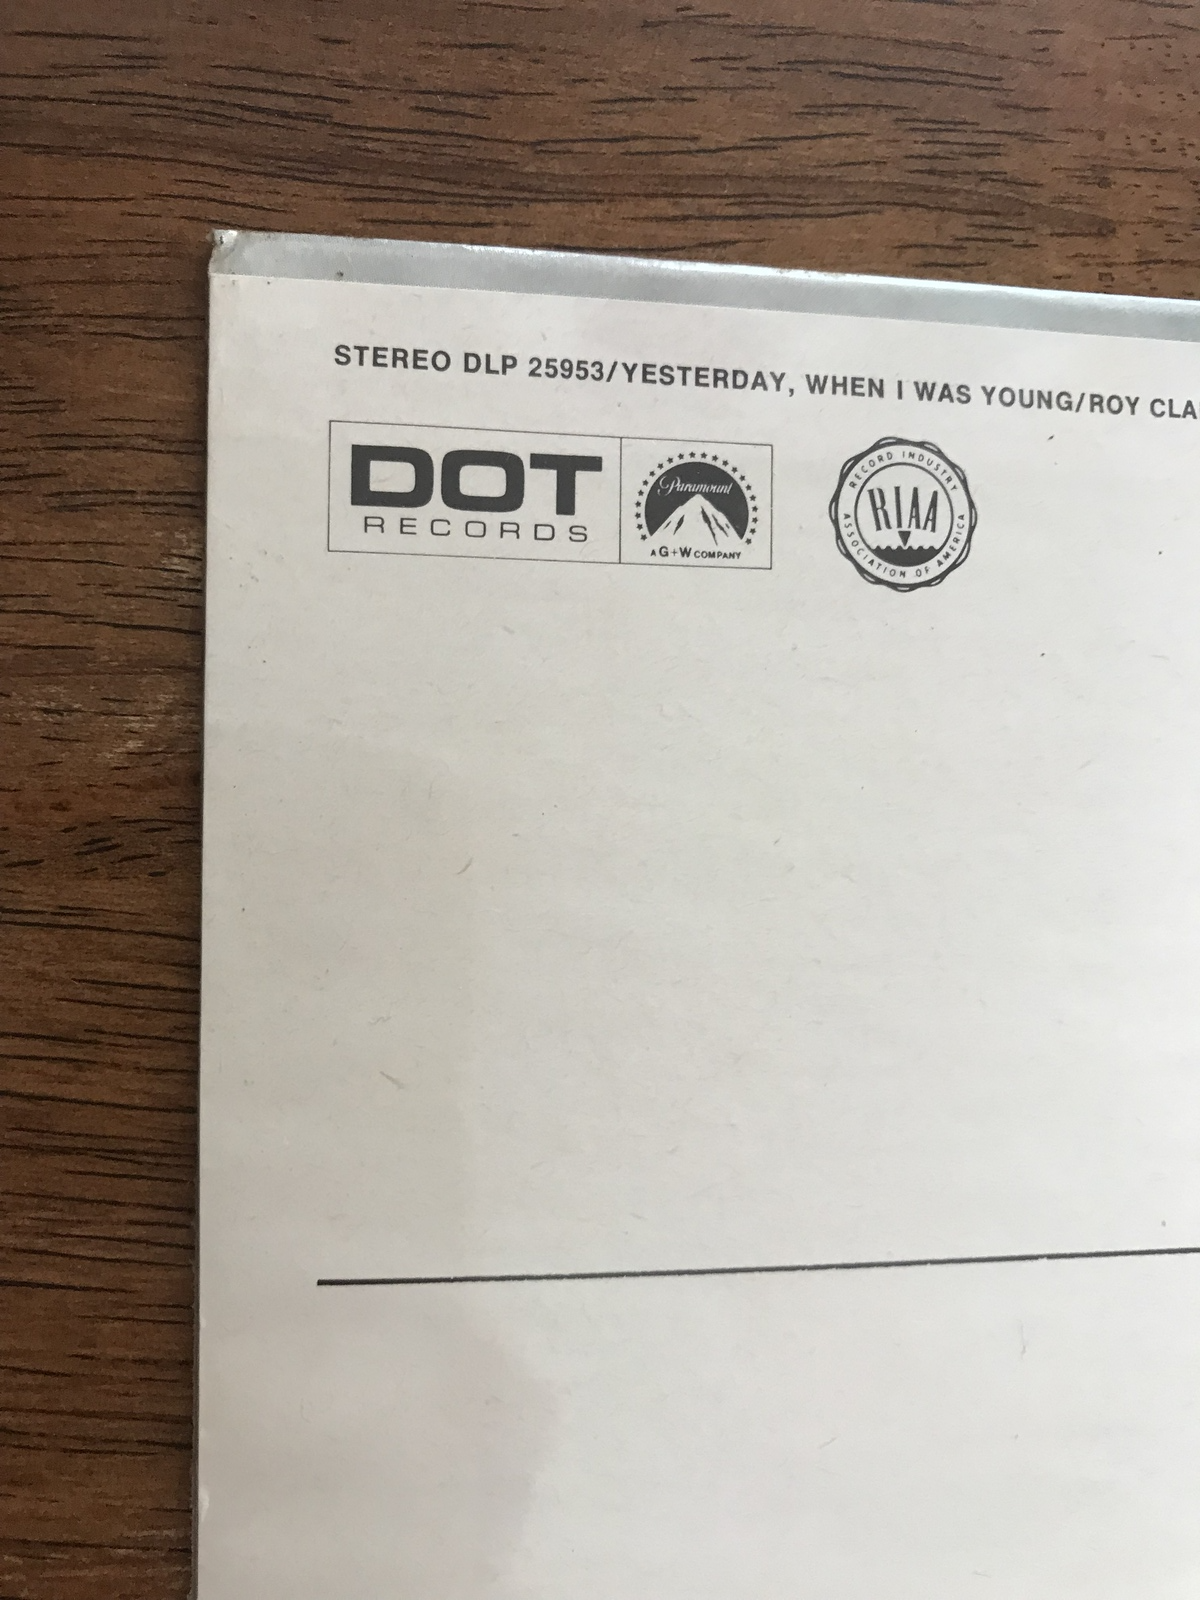 STEREO DLP 25953/YESTERDAY, WHEN I WAS YOUNG/ROY CLA
DOT
RECORDS
Paramount
A G+W COMPANY
RECORD INDUSTRY
RIAA
ASSOCIATION OF AMERICA